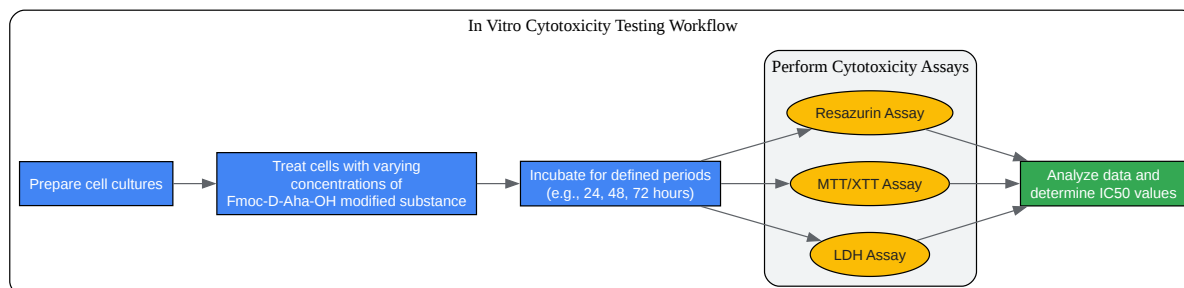 In Vitro Cytotoxicity Testing Workflow
Perform Cytotoxicity Assays
Prepare cell cultures
Treat cells with varying
concentrations of
Fmoc-D-Aha-OH modified substance
Incubate for defined periods
(e.g., 24, 48, 72 hours)
Resazurin Assay
MTT/XTT Assay
LDH Assay
Analyze data and
determine IC50 values